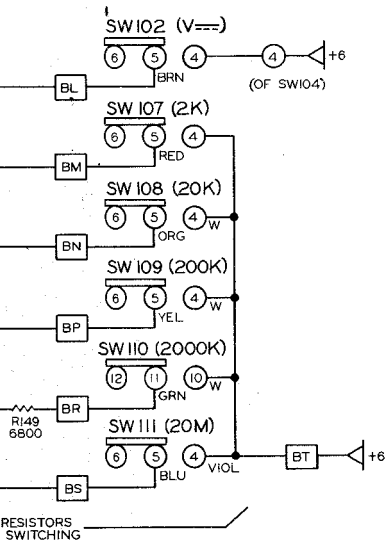 SW102 (V⎓)
6 5 4 4 +6
BRN (OF SW104)
BL
SW107 (2K)
6 5 4
RED
BM
SW108 (20K)
6 5 4 W
ORG
BN
SW109 (200K)
6 5 4 W
YEL
BP
SW110 (2000K)
12 11 10 W
GRN
BR
R149
6800
SW111 (20M)
6 5 4 VIOL BT +6
BLU
BS
RESISTORS
SWITCHING